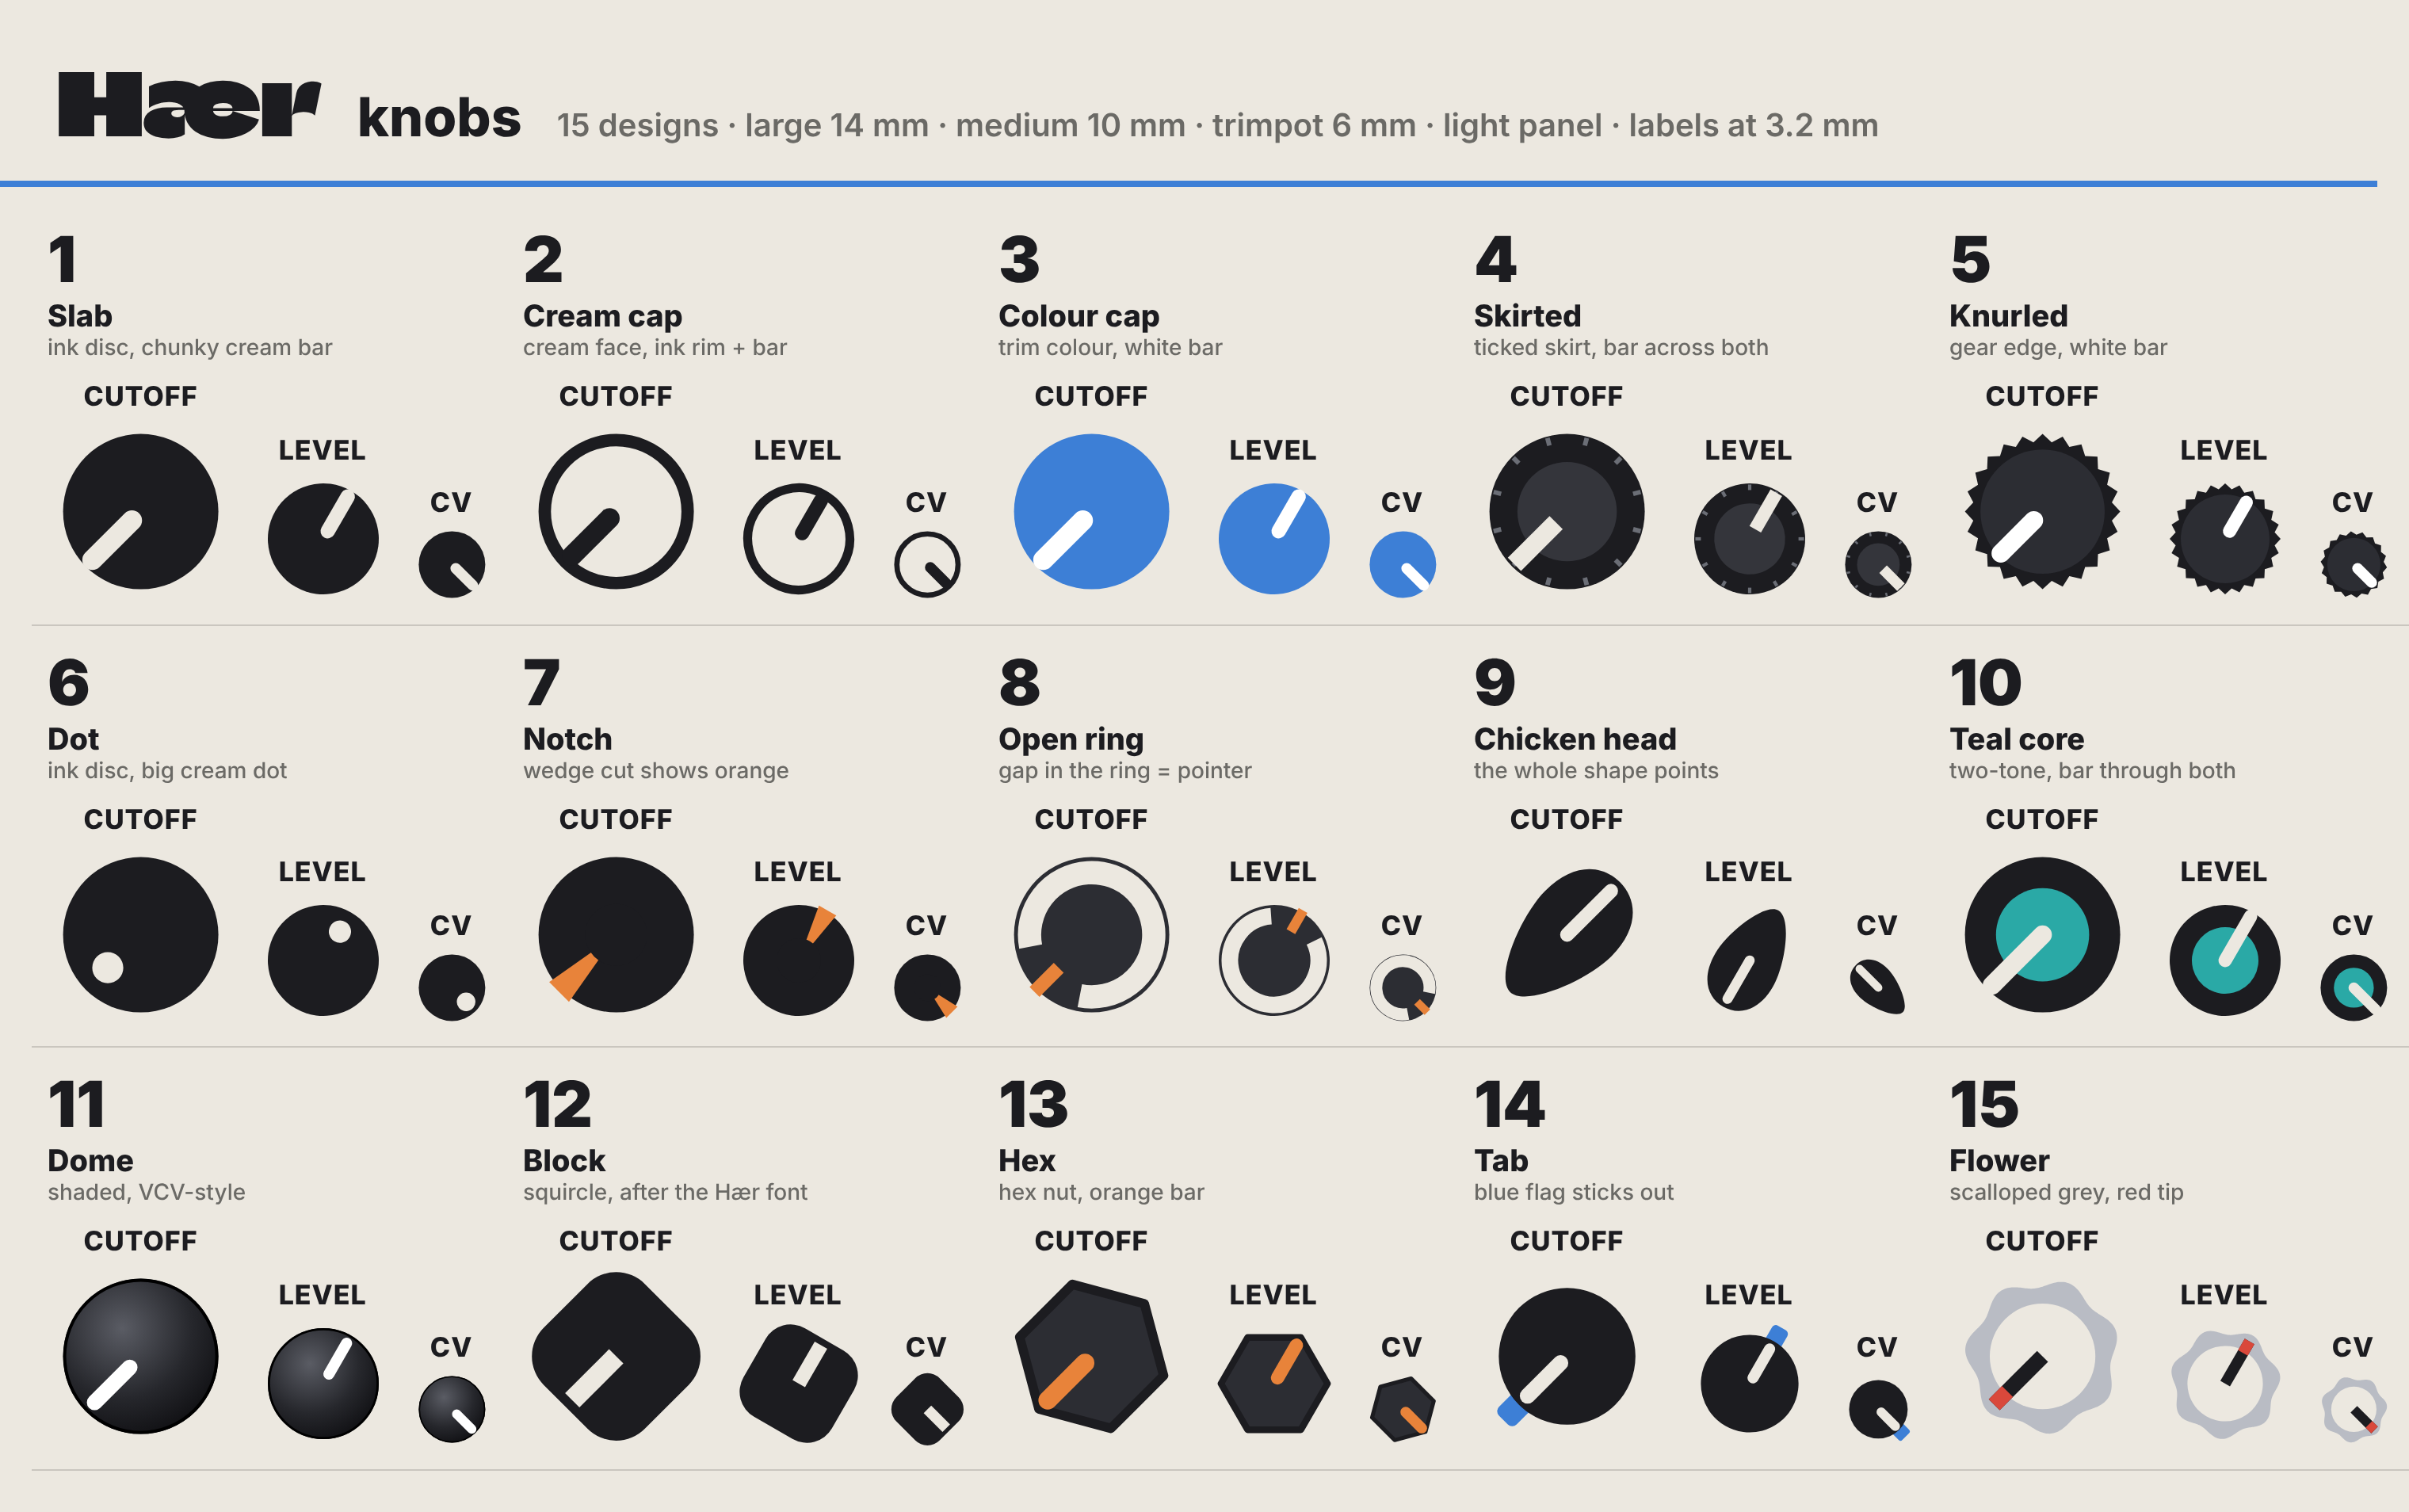 Hær knobs 15 designs · large 14 mm · medium 10 mm · trimpot 6 mm · light panel · labels at 3.2 mm
1
Slab
ink disc, chunky cream bar
CUTOFF
LEVEL
CV
2
Cream cap
cream face, ink rim + bar
CUTOFF
LEVEL
CV
3
Colour cap
trim colour, white bar
CUTOFF
LEVEL
CV
4
Skirted
ticked skirt, bar across both
CUTOFF
LEVEL
CV
5
Knurled
gear edge, white bar
CUTOFF
LEVEL
CV
6
Dot
ink disc, big cream dot
CUTOFF
LEVEL
CV
7
Notch
wedge cut shows orange
CUTOFF
LEVEL
CV
8
Open ring
gap in the ring = pointer
CUTOFF
LEVEL
CV
9
Chicken head
the whole shape points
CUTOFF
LEVEL
CV
10
Teal core
two-tone, bar through both
CUTOFF
LEVEL
CV
11
Dome
shaded, VCV-style
CUTOFF
LEVEL
CV
12
Block
squircle, after the Hær font
CUTOFF
LEVEL
CV
13
Hex
hex nut, orange bar
CUTOFF
LEVEL
CV
14
Tab
blue flag sticks out
CUTOFF
LEVEL
CV
15
Flower
scalloped grey, red tip
CUTOFF
LEVEL
CV